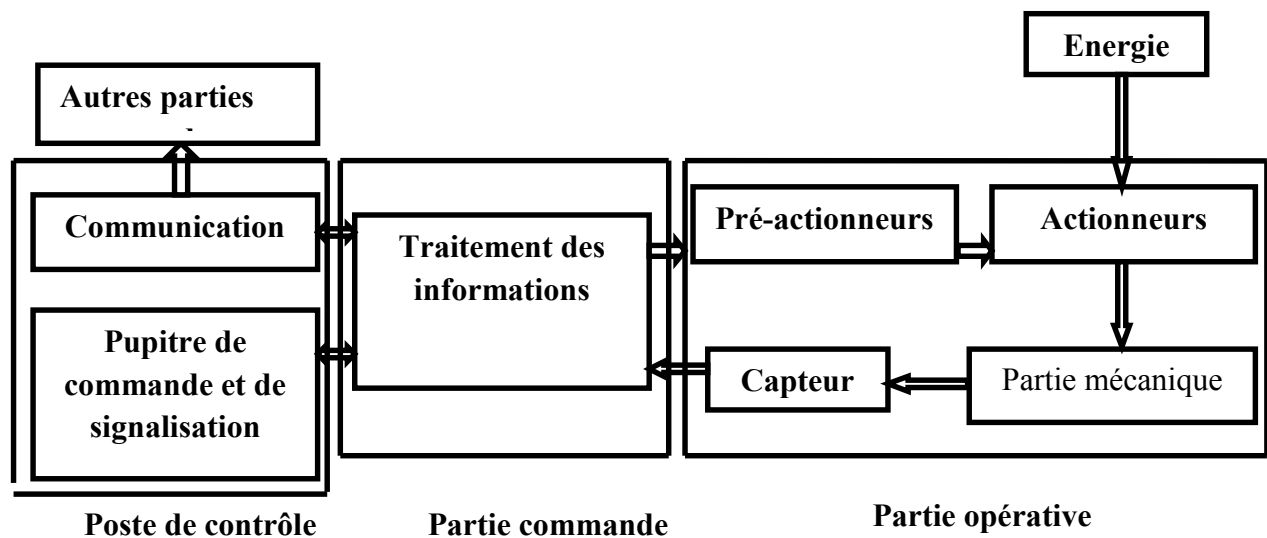 Energie
Autres parties
Communication
Pré-actionneurs
Actionneurs
Traitement des
informations
Pupitre de
commande et de
signalisation
Capteur
Partie mécanique
Poste de contrôle
Partie commande
Partie opérative